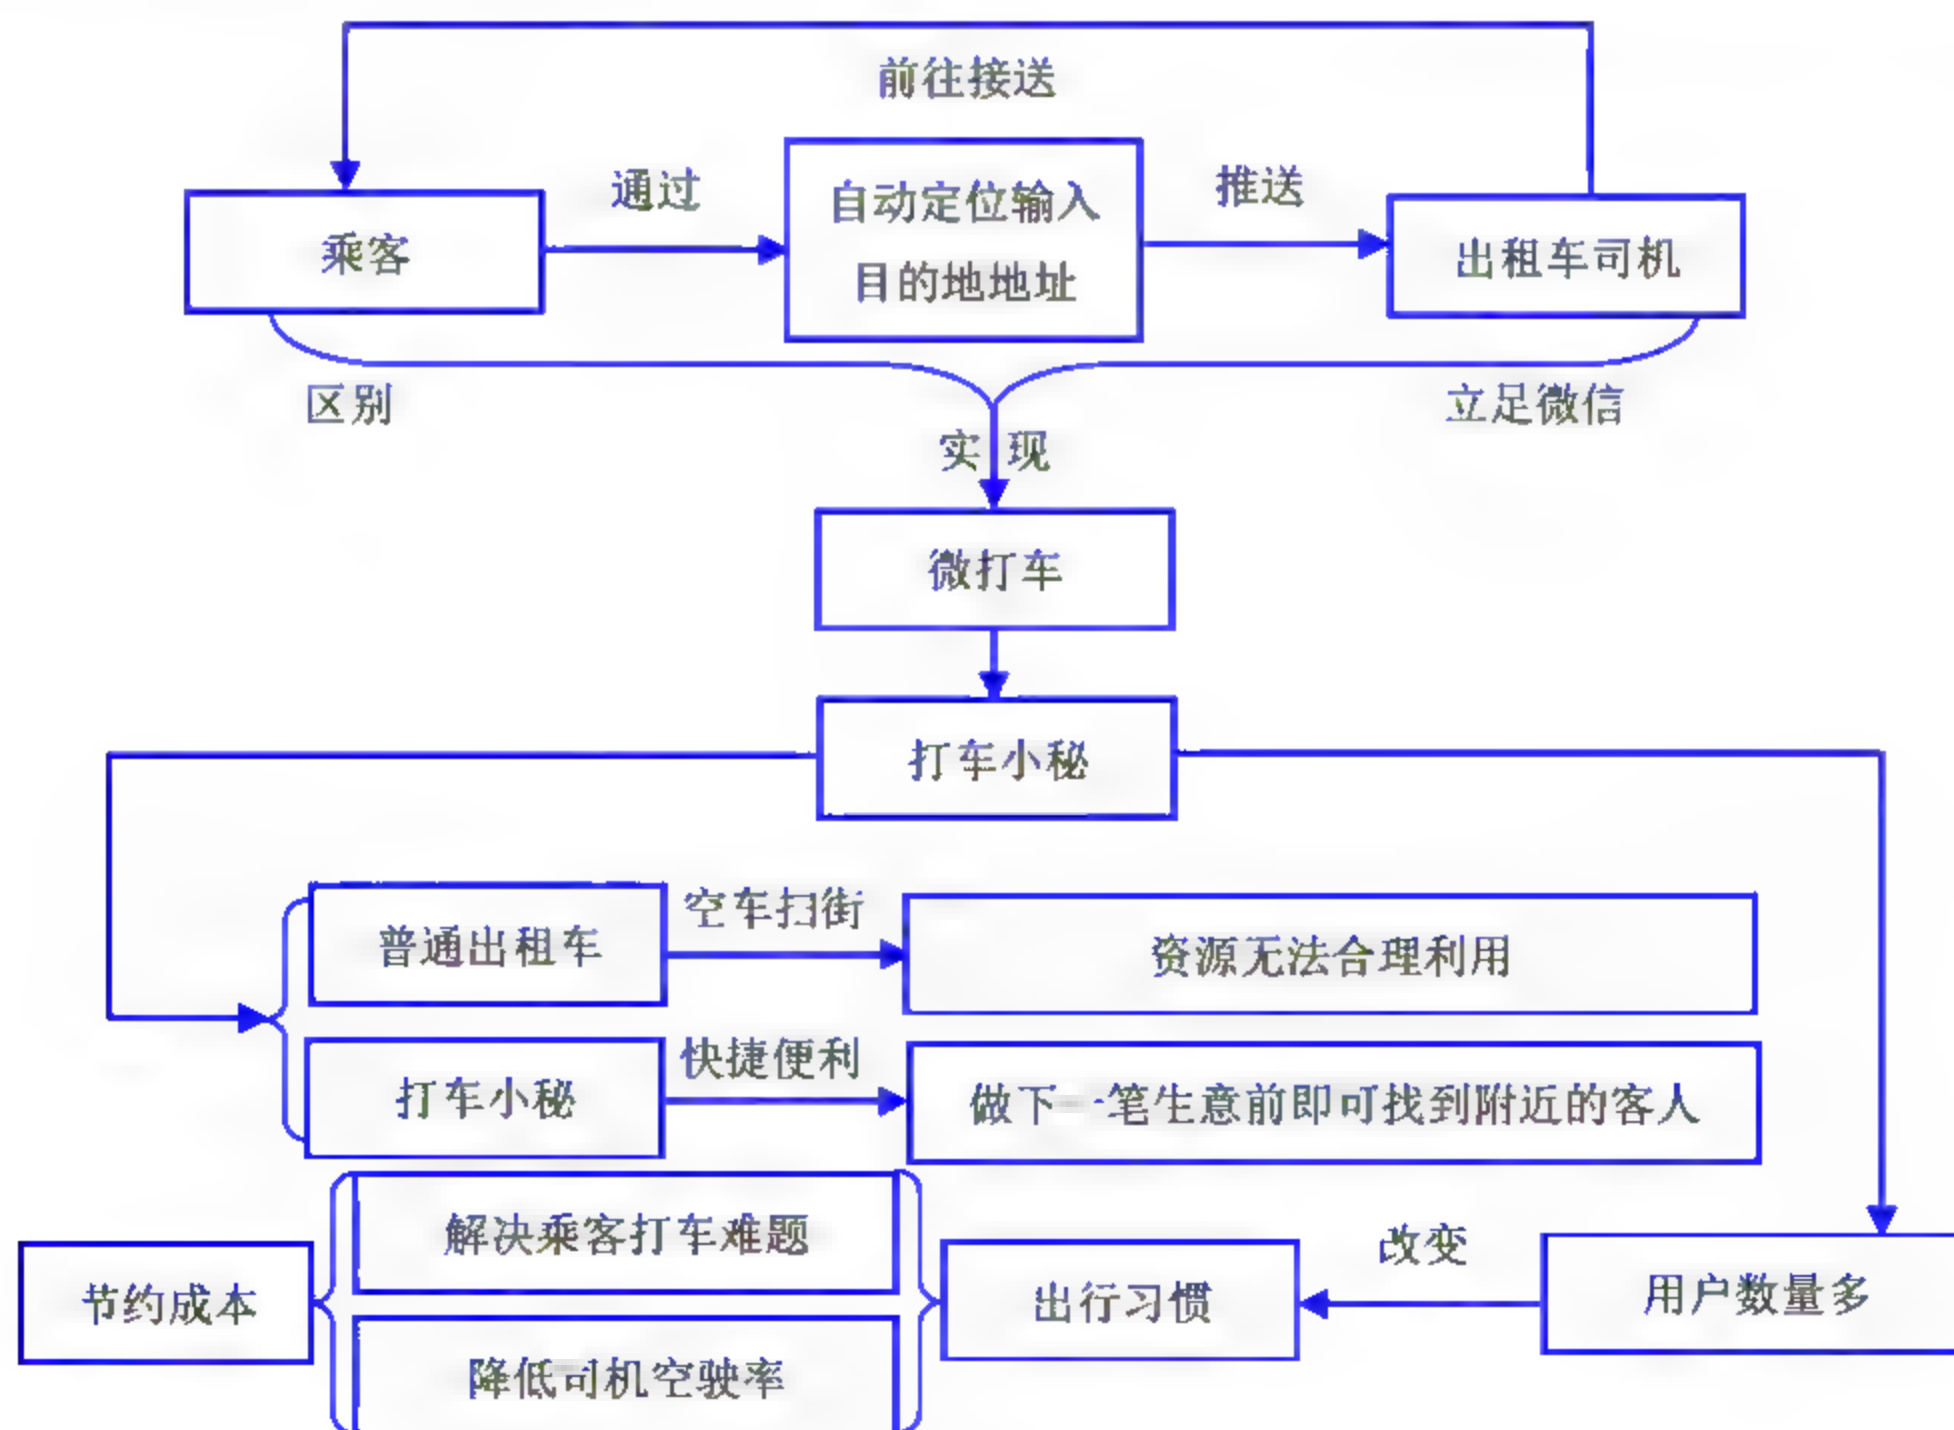 前往接送
通过
推送
乘客
自动定位输入
目的地地址
出租车司机
区别
立足微信
实现
微打车
打车小秘
普通出租车
空车扫街
资源无法合理利用
打车小秘
快捷便利
做下一笔生意前即可找到附近的客人
解决乘客打车难题
节约成本
降低司机空驶率
出行习惯
改变
用户数量多